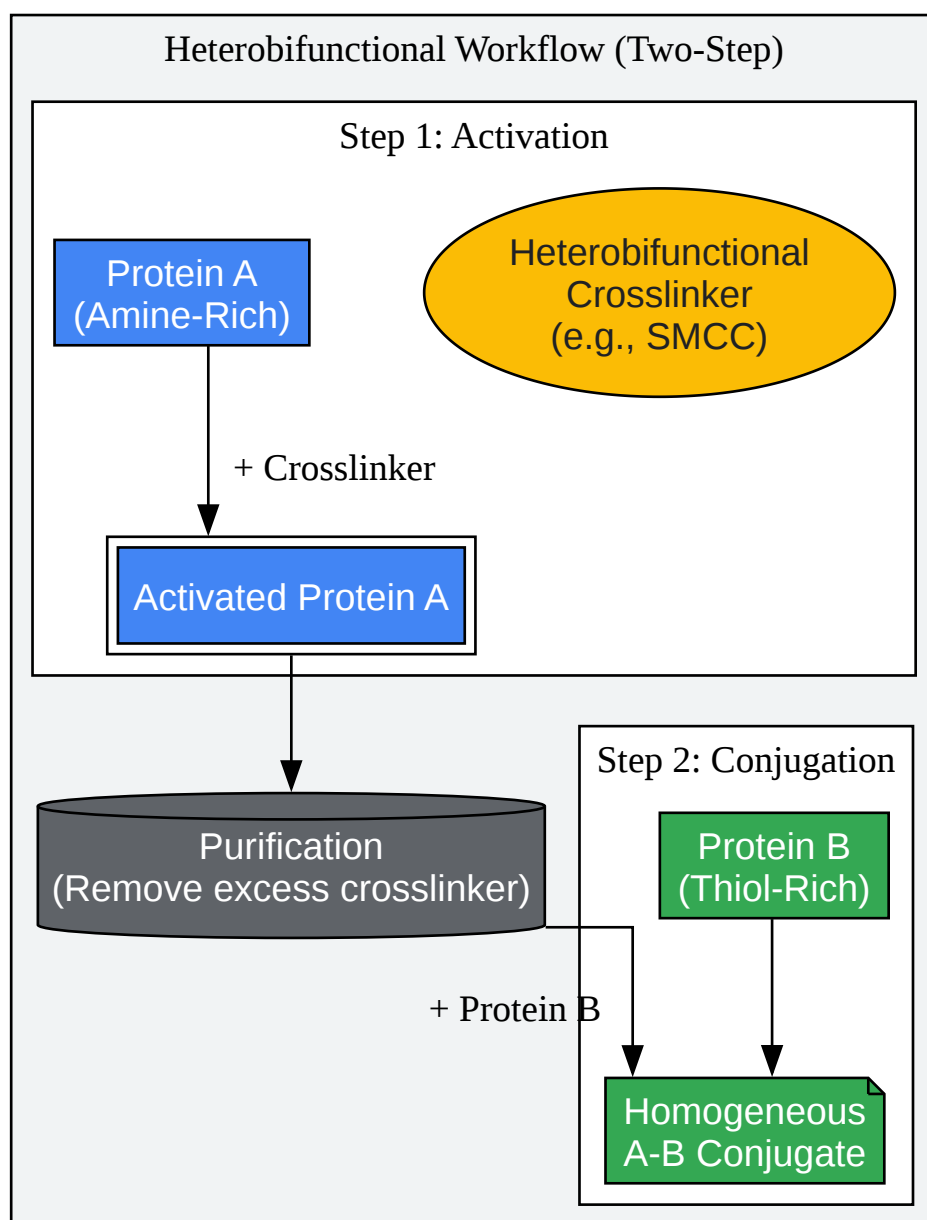 Heterobifunctional Workflow (Two-Step)
Step 1: Activation
Protein A
(Amine-Rich)
Heterobifunctional
Crosslinker
(e.g., SMCC)
+ Crosslinker
Activated Protein A
Purification
(Remove excess crosslinker)
Step 2: Conjugation
Protein B
(Thiol-Rich)
+ Protein B
Homogeneous
A-B Conjugate